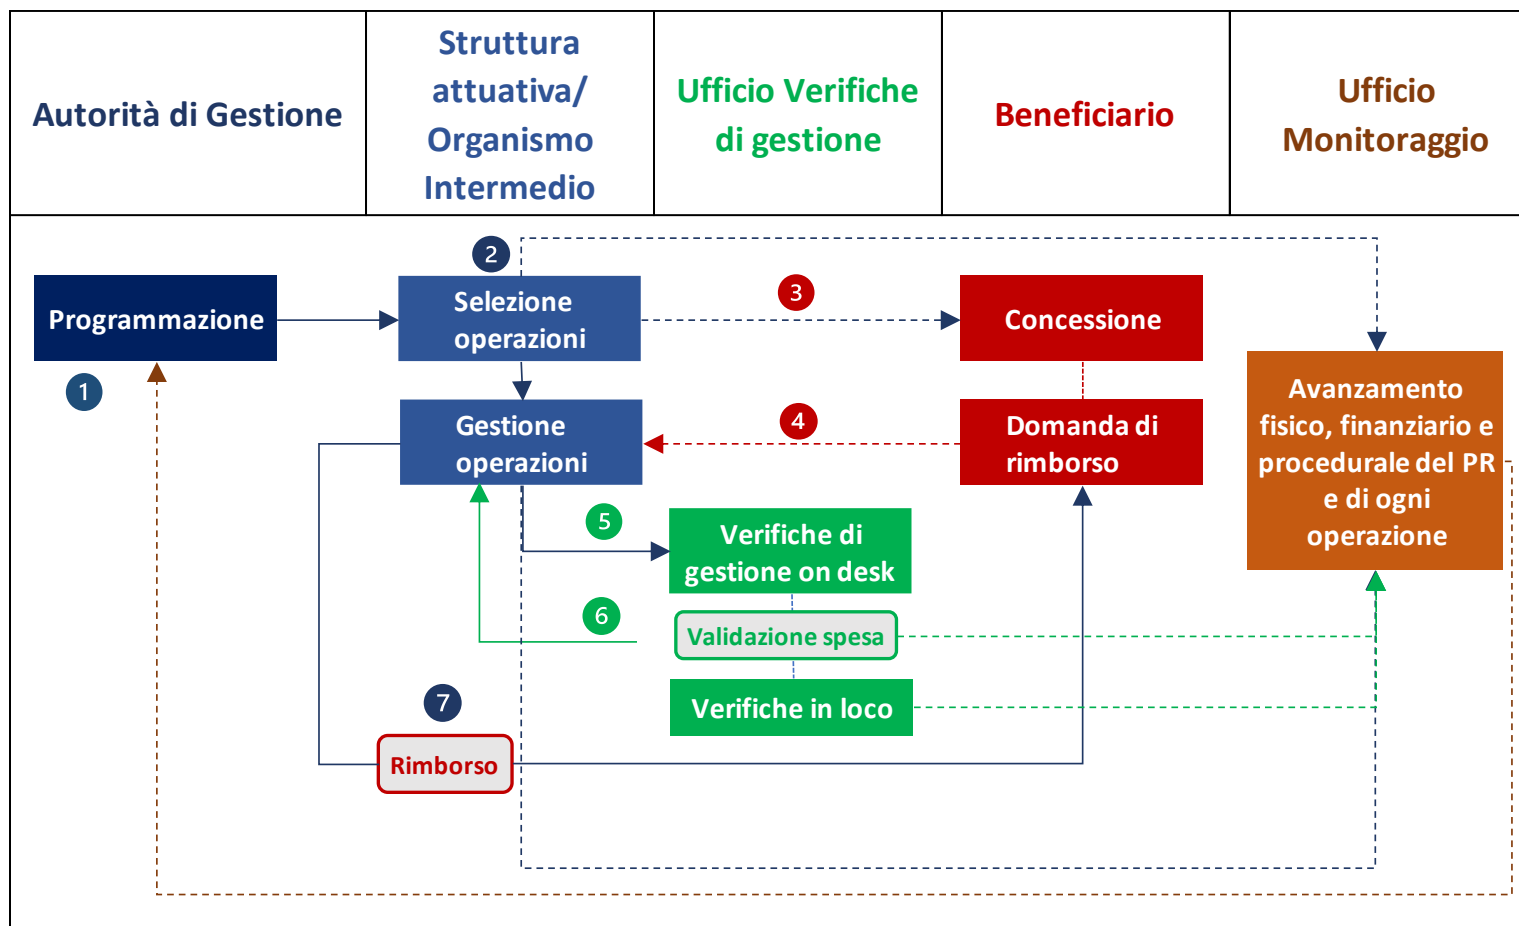 Autorità di Gestione
Struttura
attuativa/
Organismo
Intermedio
Ufficio Verifiche
di gestione
Beneficiario
Ufficio
Monitoraggio
2
Programmazione
Selezione
operazioni
3
Concessione
1
Gestione
operazioni
4
Domanda di
rimborso
Avanzamento
fisico, finanziario e
procedurale del PR
e di ogni
operazione
5
Verifiche di
gestione on desk
6
Validazione spesa
Verifiche in loco
7
Rimborso